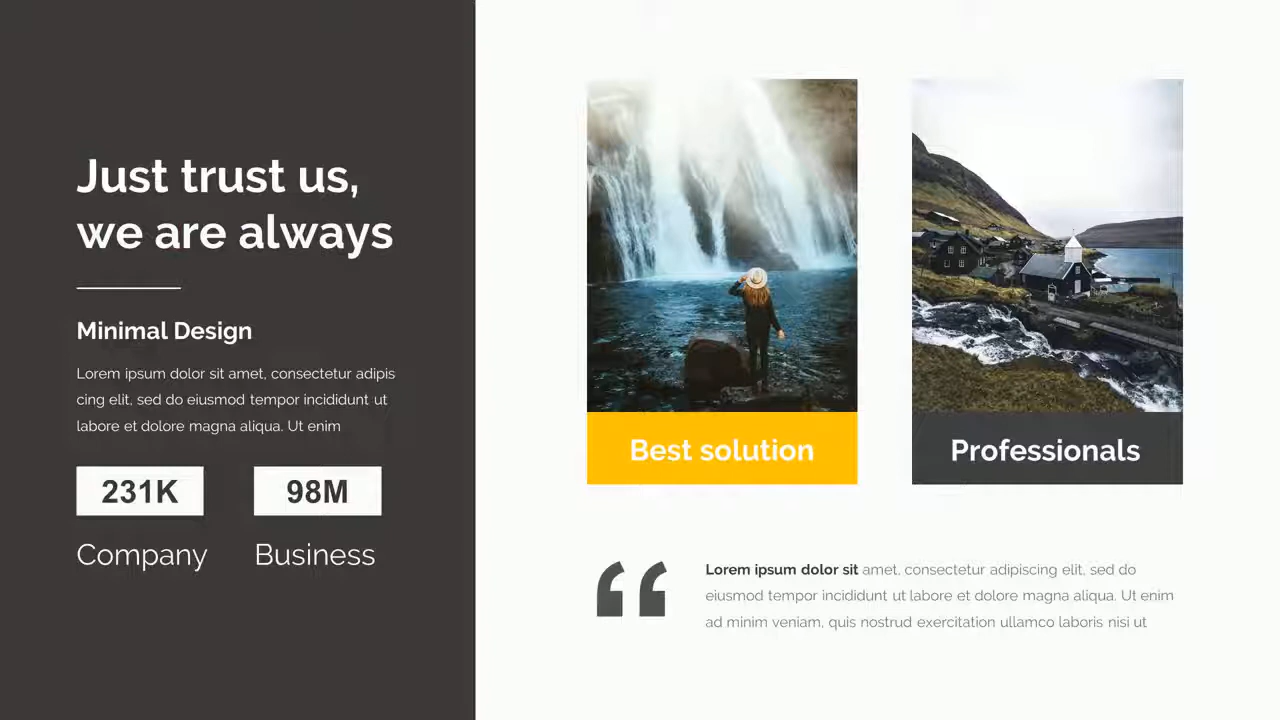 Just trust us,
we are always
Minimal Design
Lorem ipsum dolor sit amet, consectetur adipis
cing elit, sed do eiusmod tempor incididunt ut
labore et dolore magna aliqua. Ut enim
231K
98M
Company
Business
Best solution
Professionals
Lorem ipsum dolor sit amet, consectetur adipiscing elit, sed do
eiusmod tempor incididunt ut labore et dolore magna aliqua. Ut enim
ad minim veniam, quis nostrud exercitation ullamco laboris nisi ut